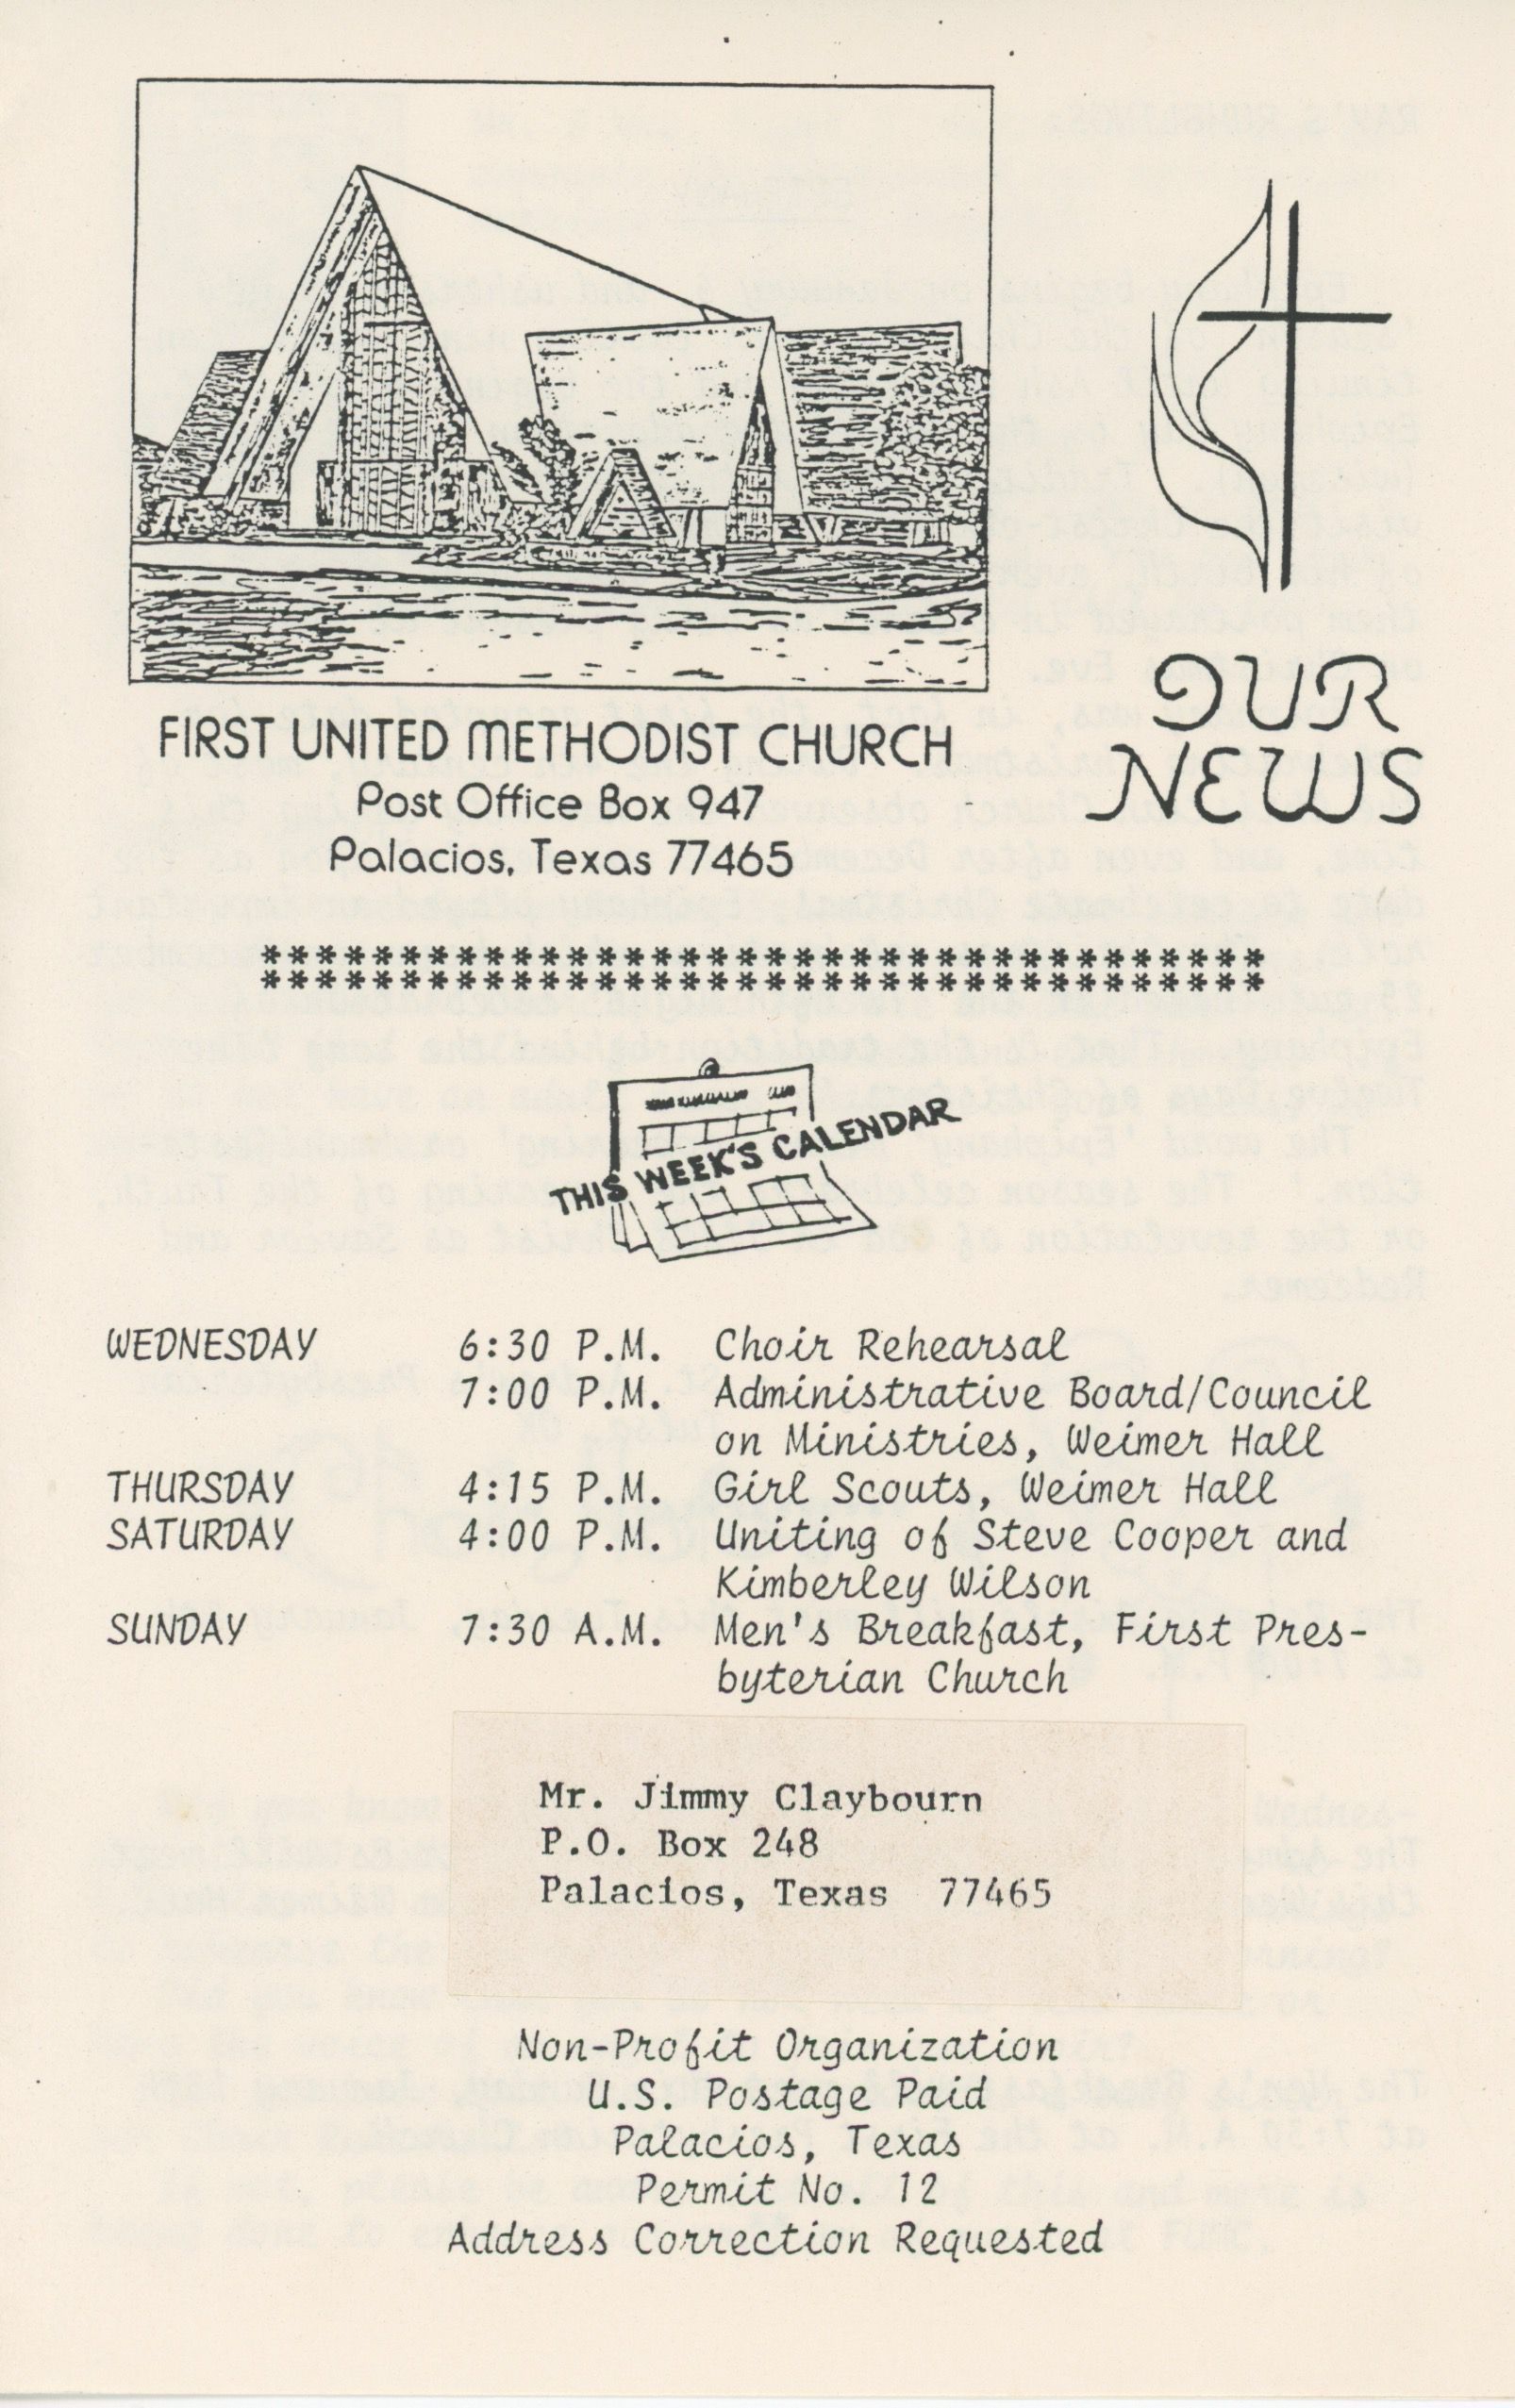 FIRST UNITED METHODIST CHURCH
Post Office Box 947
Palacios, Texas 77465
OUR
NEWS
************************************
************************************
THIS WEEK'S CALENDAR
WEDNESDAY 6:30 P.M. Choir Rehearsal
7:00 P.M. Administrative Board/Council
on Ministries, Weimer Hall
THURSDAY 4:15 P.M. Girl Scouts, Weimer Hall
SATURDAY 4:00 P.M. Uniting of Steve Cooper and
Kimberley Wilson
SUNDAY 7:30 A.M. Men's Breakfast, First Pres-
byterian Church
Mr. Jimmy Claybourn
P.O. Box 248
Palacios, Texas 77465
Non-Profit Organization
U.S. Postage Paid
Palacios, Texas
Permit No. 12
Address Correction Requested